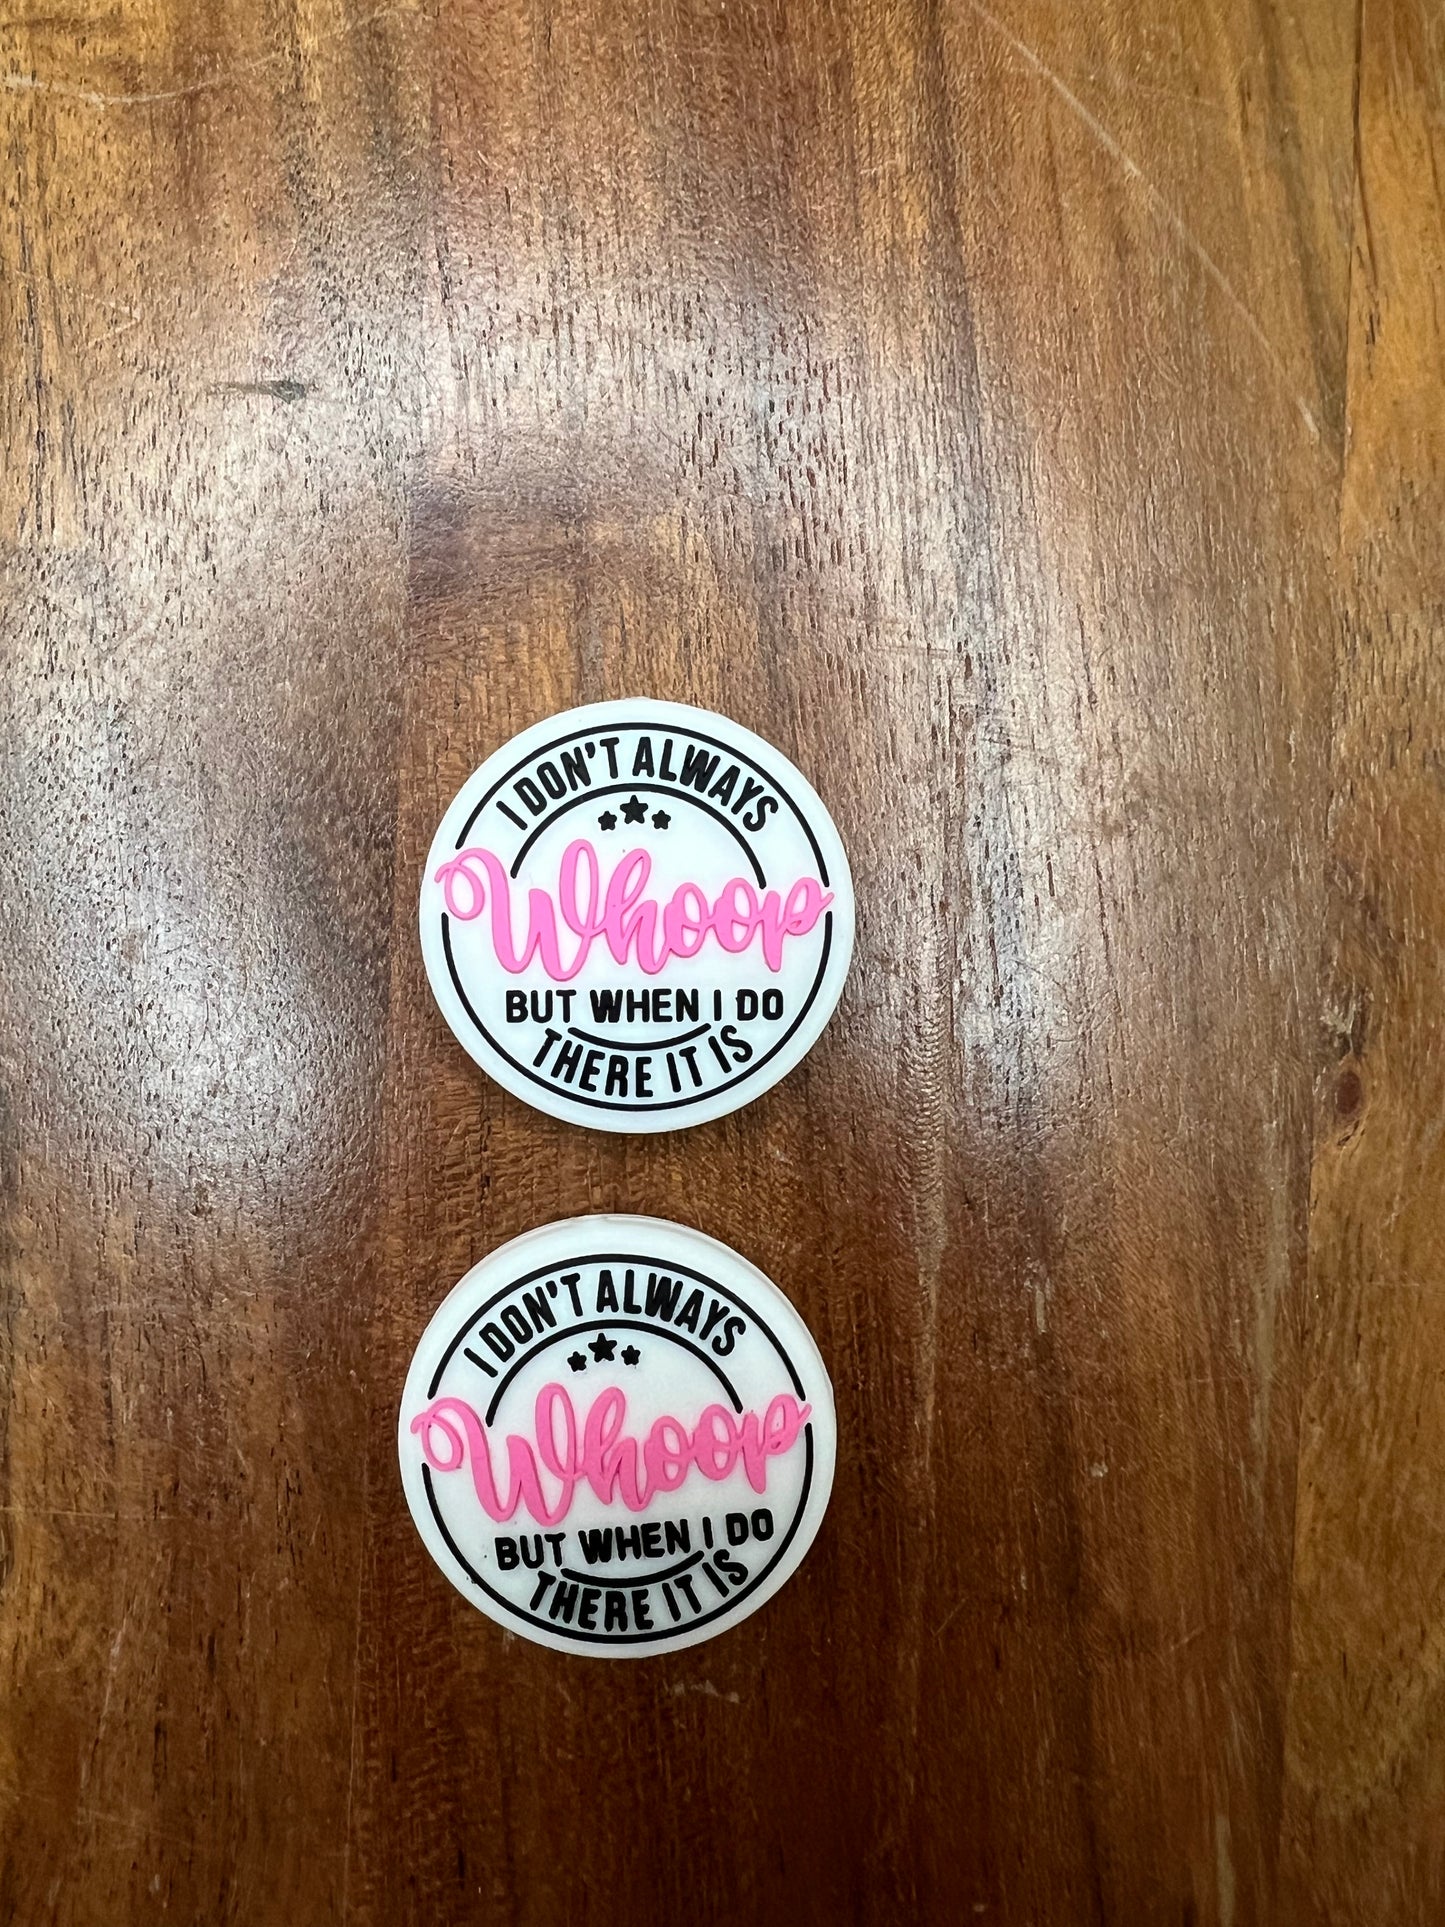 I DON'T ALWAYS
Whoop
BUT WHEN I DO
THERE IT IS
I DON'T ALWAYS
Whoop
BUT WHEN I DO
THERE IT IS